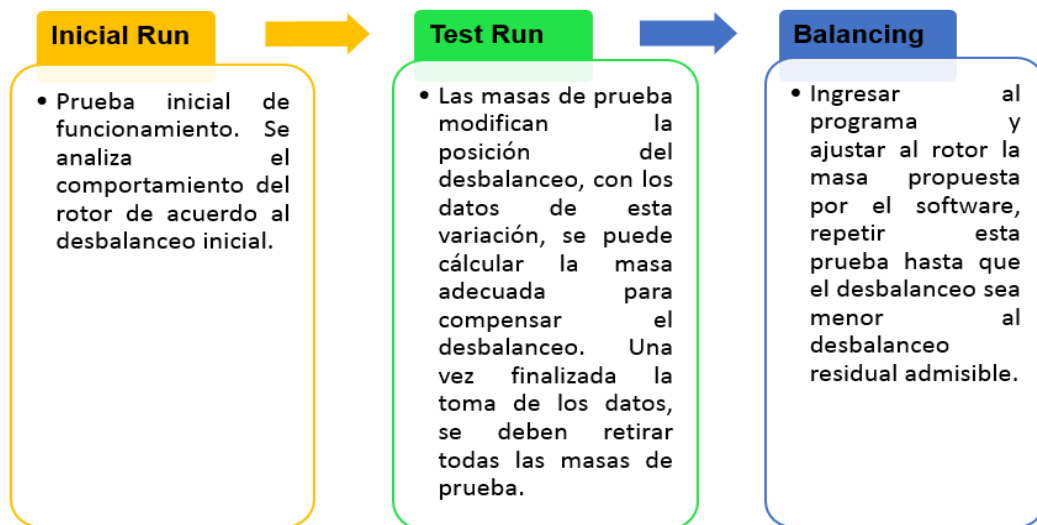 Inicial Run
Test Run
Balancing
• Prueba inicial de
funcionamiento. Se
analiza el
comportamiento del
rotor de acuerdo al
desbalanceo inicial.
• Las masas de prueba
modifican la
posición del
desbalanceo, con los
datos de esta
variación, se puede
cálcular la masa
adecuada para
compensar el
desbalanceo. Una
vez finalizada la
toma de los datos,
se deben retirar
todas las masas de
prueba.
• Ingresar al
programa y
ajustar al rotor la
masa propuesta
por el software,
repetir esta
prueba hasta que
el desbalanceo sea
menor al
desbalanceo
residual admisible.